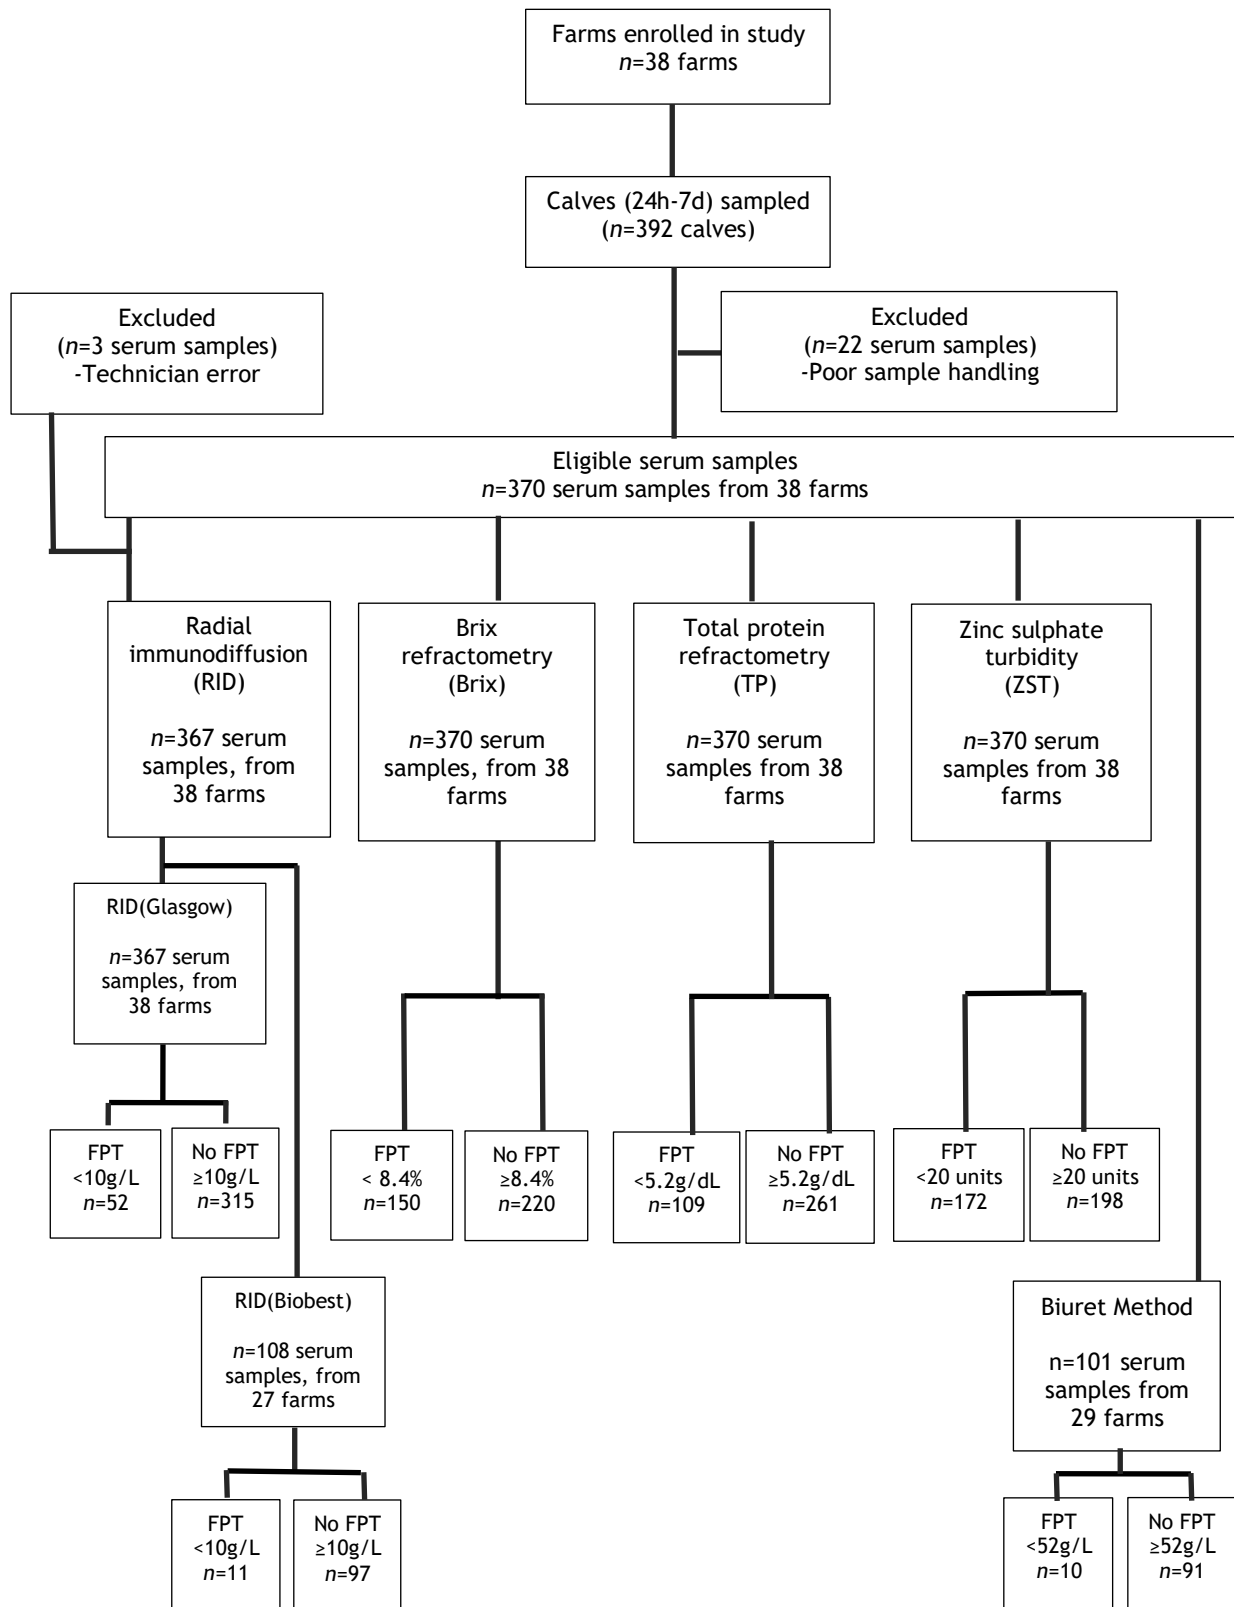 Farms enrolled in study
n=38 farms
Calves (24h-7d) sampled
(n=392 calves)
Excluded
(n=3 serum samples)
-Technician error
Excluded
(n=22 serum samples)
-Poor sample handling
Eligible serum samples
n=370 serum samples from 38 farms
Radial
immunodiffusion
(RID)
n=367 serum
samples, from
38 farms
Brix
refractometry
(Brix)
n=370 serum
samples, from 38
farms
Total protein
refractometry
(TP)
n=370 serum
samples from 38
farms
Zinc sulphate
turbidity
(ZST)
n=370 serum
samples from 38
farms
RID(Glasgow)
n=367 serum
samples, from
38 farms
FPT
<10g/L
n=52
No FPT
≥10g/L
n=315
FPT
< 8.4%
n=150
No FPT
≥8.4%
n=220
FPT
<5.2g/dL
n=109
No FPT
≥5.2g/dL
n=261
FPT
<20 units
n=172
No FPT
≥20 units
n=198
RID(Biobest)
n=108 serum
samples, from
27 farms
Biuret Method
n=101 serum
samples from
29 farms
FPT
<10g/L
n=11
No FPT
≥10g/L
n=97
FPT
<52g/L
n=10
No FPT
≥52g/L
n=91